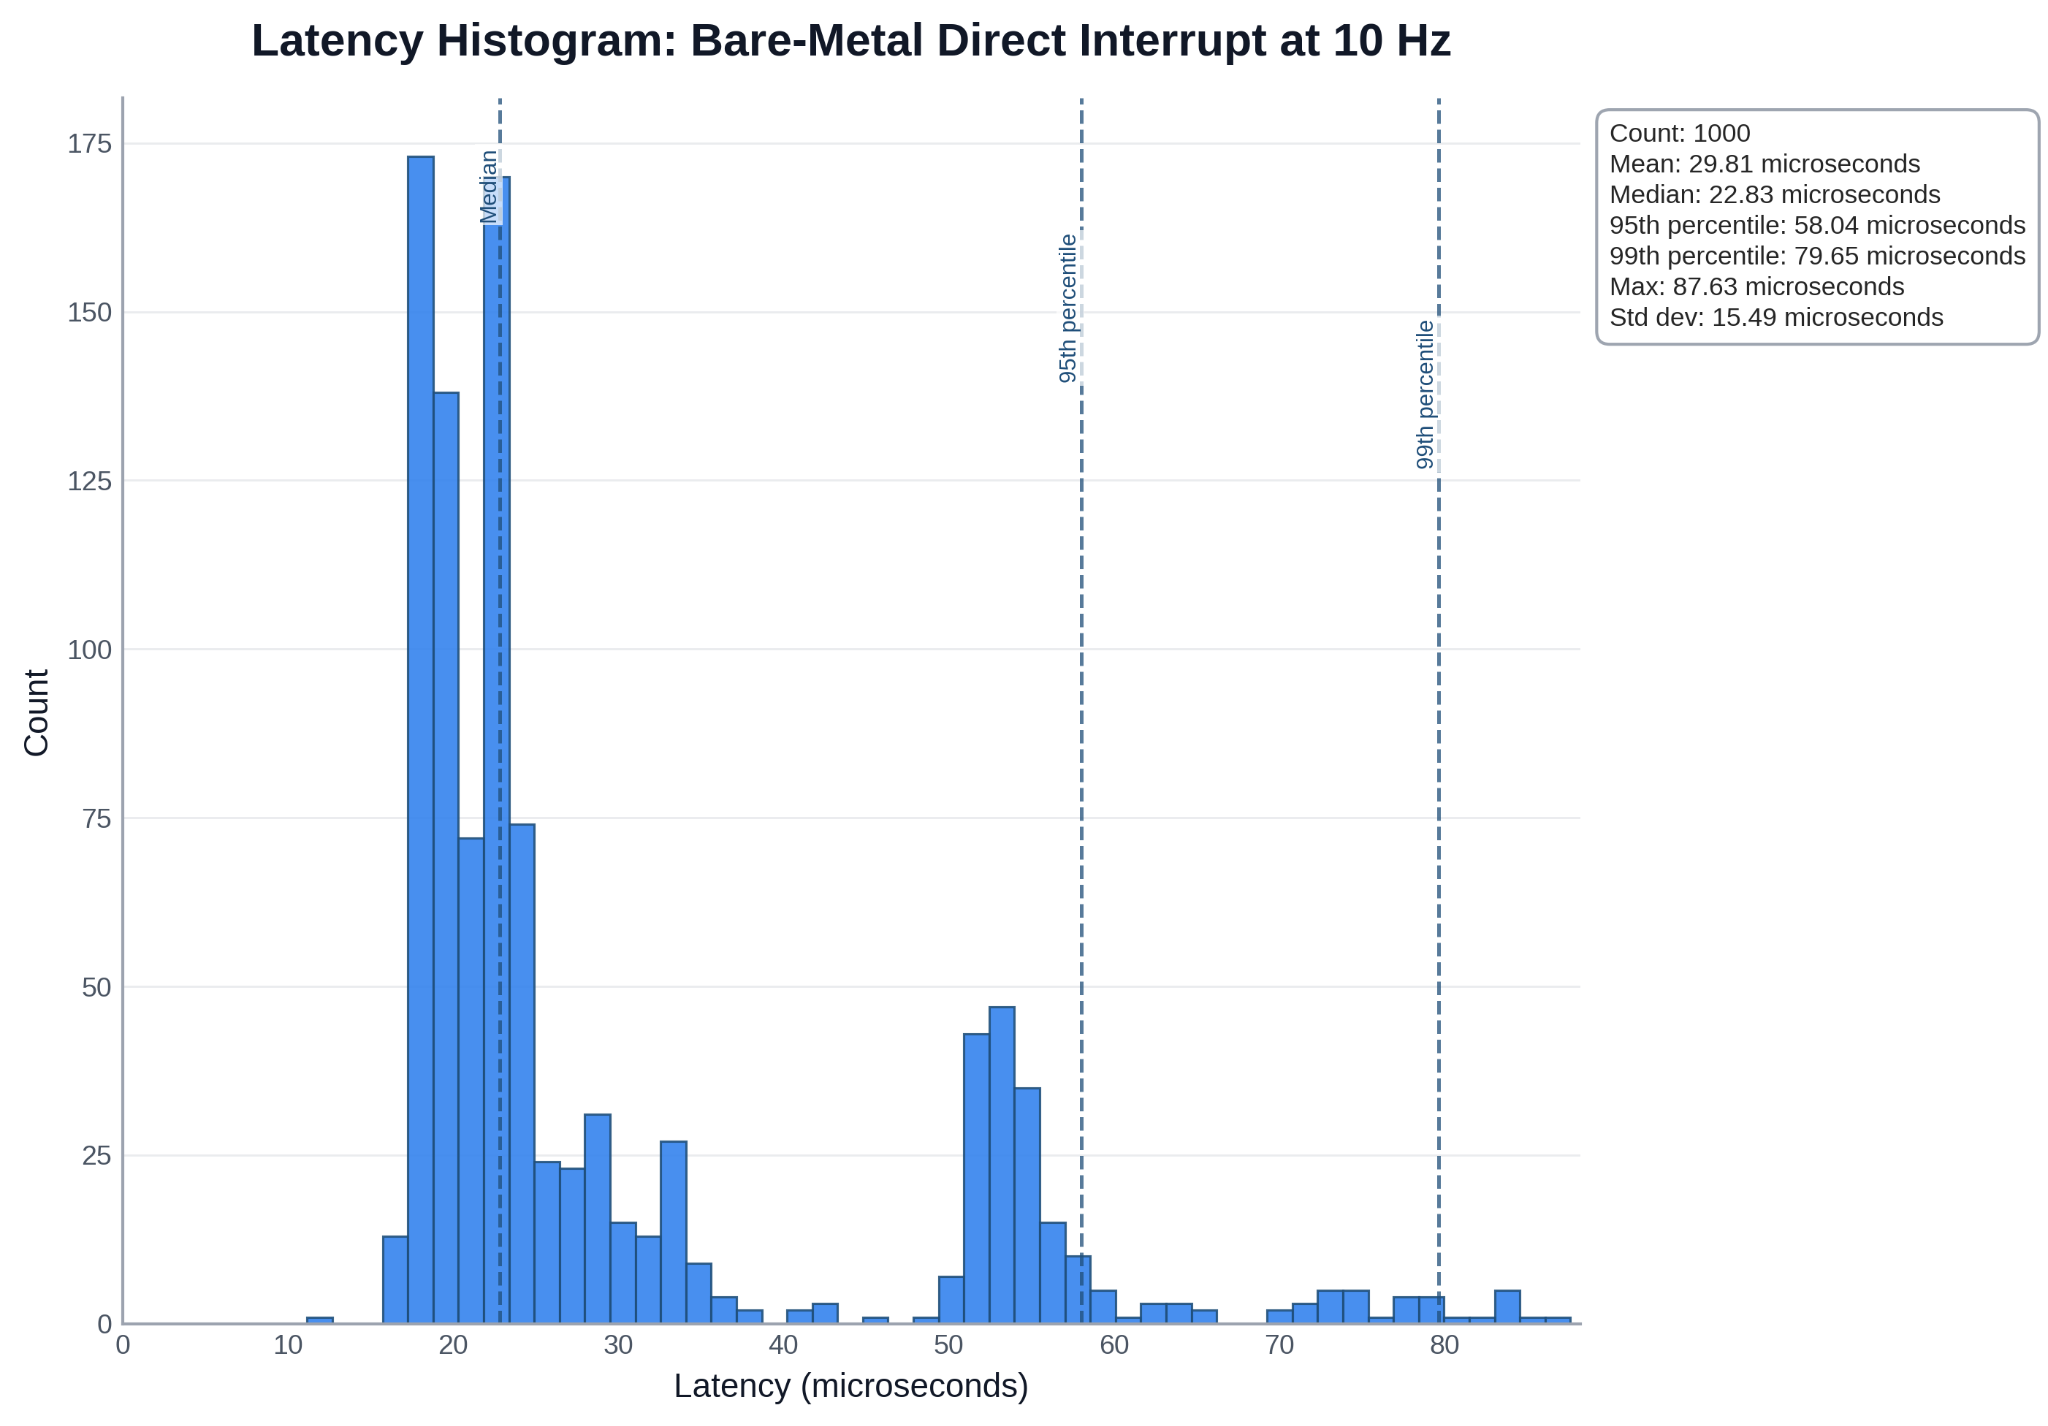 Latency Histogram: Bare-Metal Direct Interrupt at 10 Hz
Count: 1000
Mean: 29.81 microseconds
Median: 22.83 microseconds
95th percentile: 58.04 microseconds
99th percentile: 79.65 microseconds
Max: 87.63 microseconds
Std dev: 15.49 microseconds
Median
95th percentile
99th percentile
Count
175
150
125
100
75
50
25
0
0 10 20 30 40 50 60 70 80
Latency (microseconds)